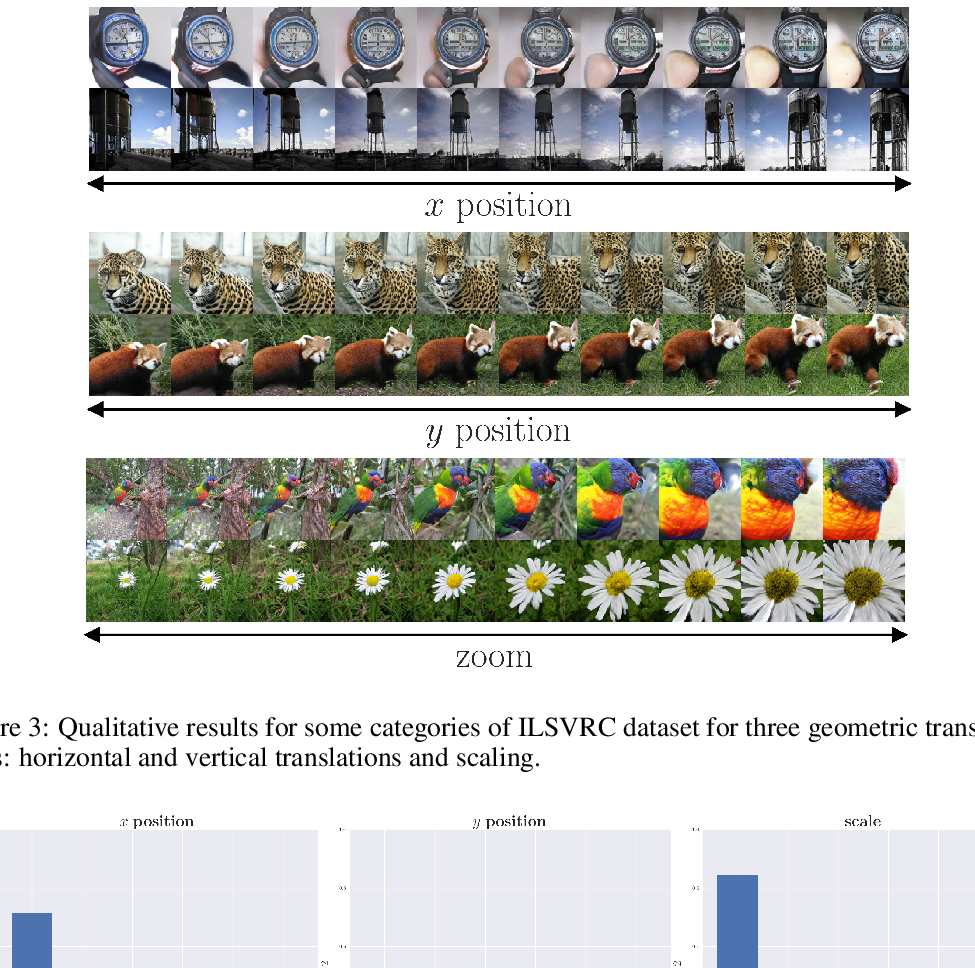 x position
y position
zoom
re 3: Qualitative results for some categories of ILSVRC dataset for three geometric trans
s: horizontal and vertical translations and scaling.
x position
y position
scale